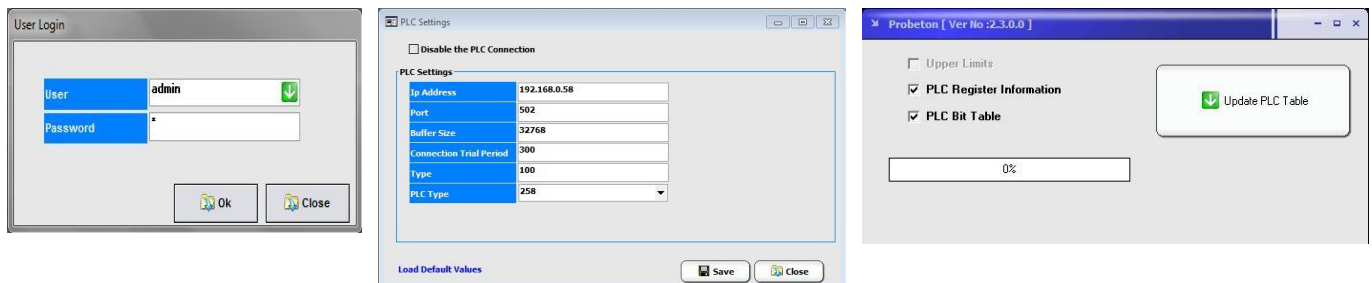 User Login
User admin
Password *
Ok Close
PLC Settings
Disable the PLC Connection
PLC Settings
Ip Address 192.168.0.58
Port 502
Buffer Size 32768
Connection Trial Period 300
Type 100
PLC Type 258
Load Default Values Save Close
Probeton [ Ver No :2.3.0.0 ]
Upper Limits
PLC Register Information
PLC Bit Table
Update PLC Table
0%